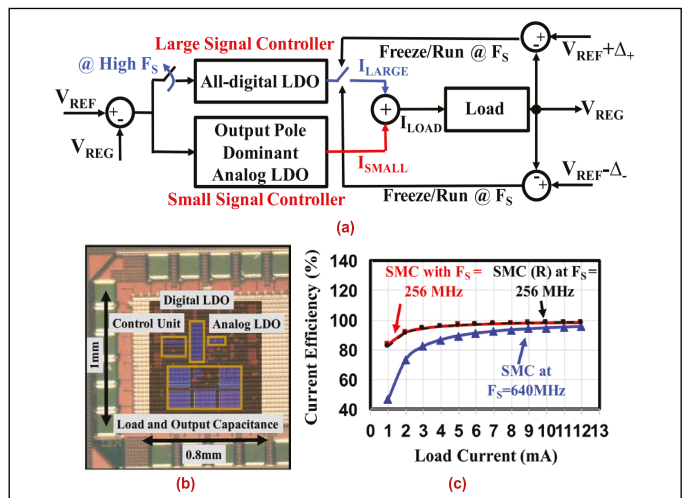 Large Signal Controller
@ High FS
All-digital LDO
ILARGE
Freeze/Run @ FS
VREF+Δ+
VREF
VREG
Output Pole
Dominant
Analog LDO
ISMALL
ILOAD
Load
VREG
VREF-Δ-
Freeze/Run @ FS
Small Signal Controller
(a)
Digital LDO
Control Unit
Analog LDO
1mm
Load and Output Capacitance
0.8mm
(b)
Current Efficiency (%)
140
120
100
80
60
40
SMC with FS =
256 MHz
SMC (R) at FS =
256 MHz
SMC at
FS=640MHz
0 1 2 3 4 5 6 7 8 9 10 11 12 13
Load Current (mA)
(c)